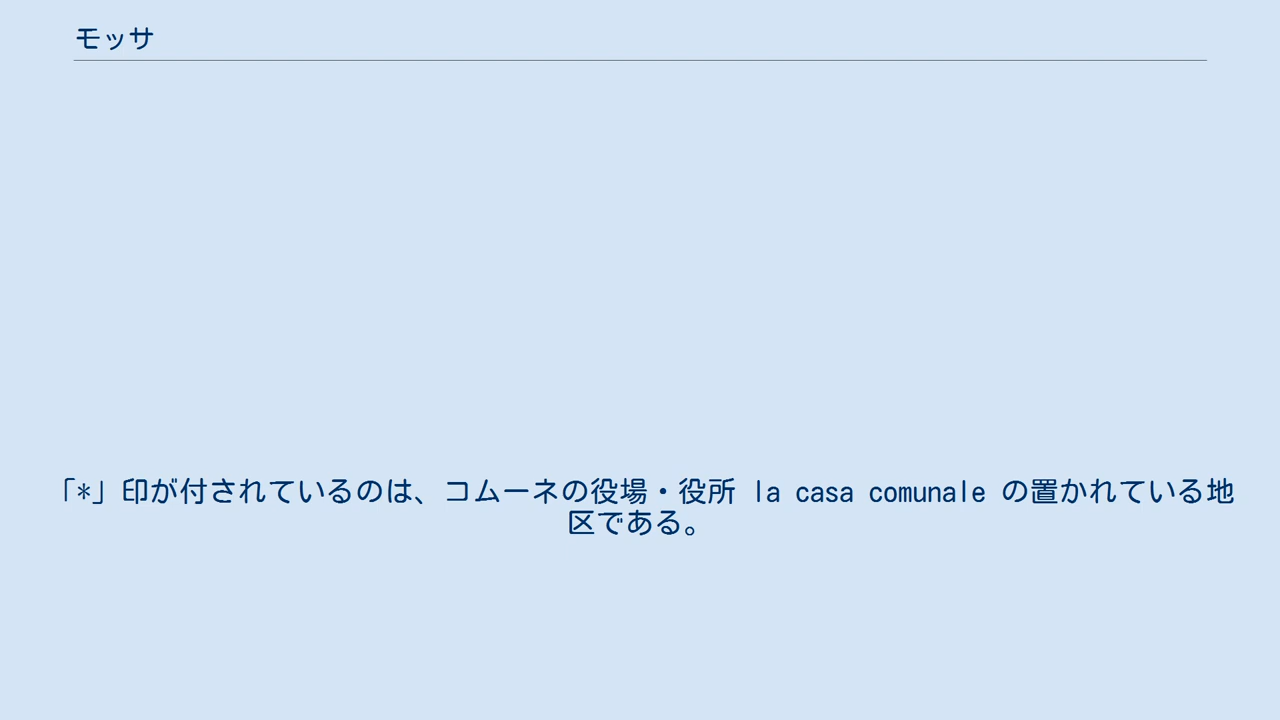 モッサ
「*」印が付されているのは、コムーネの役場・役所 la casa comunale の置かれている地
区である。